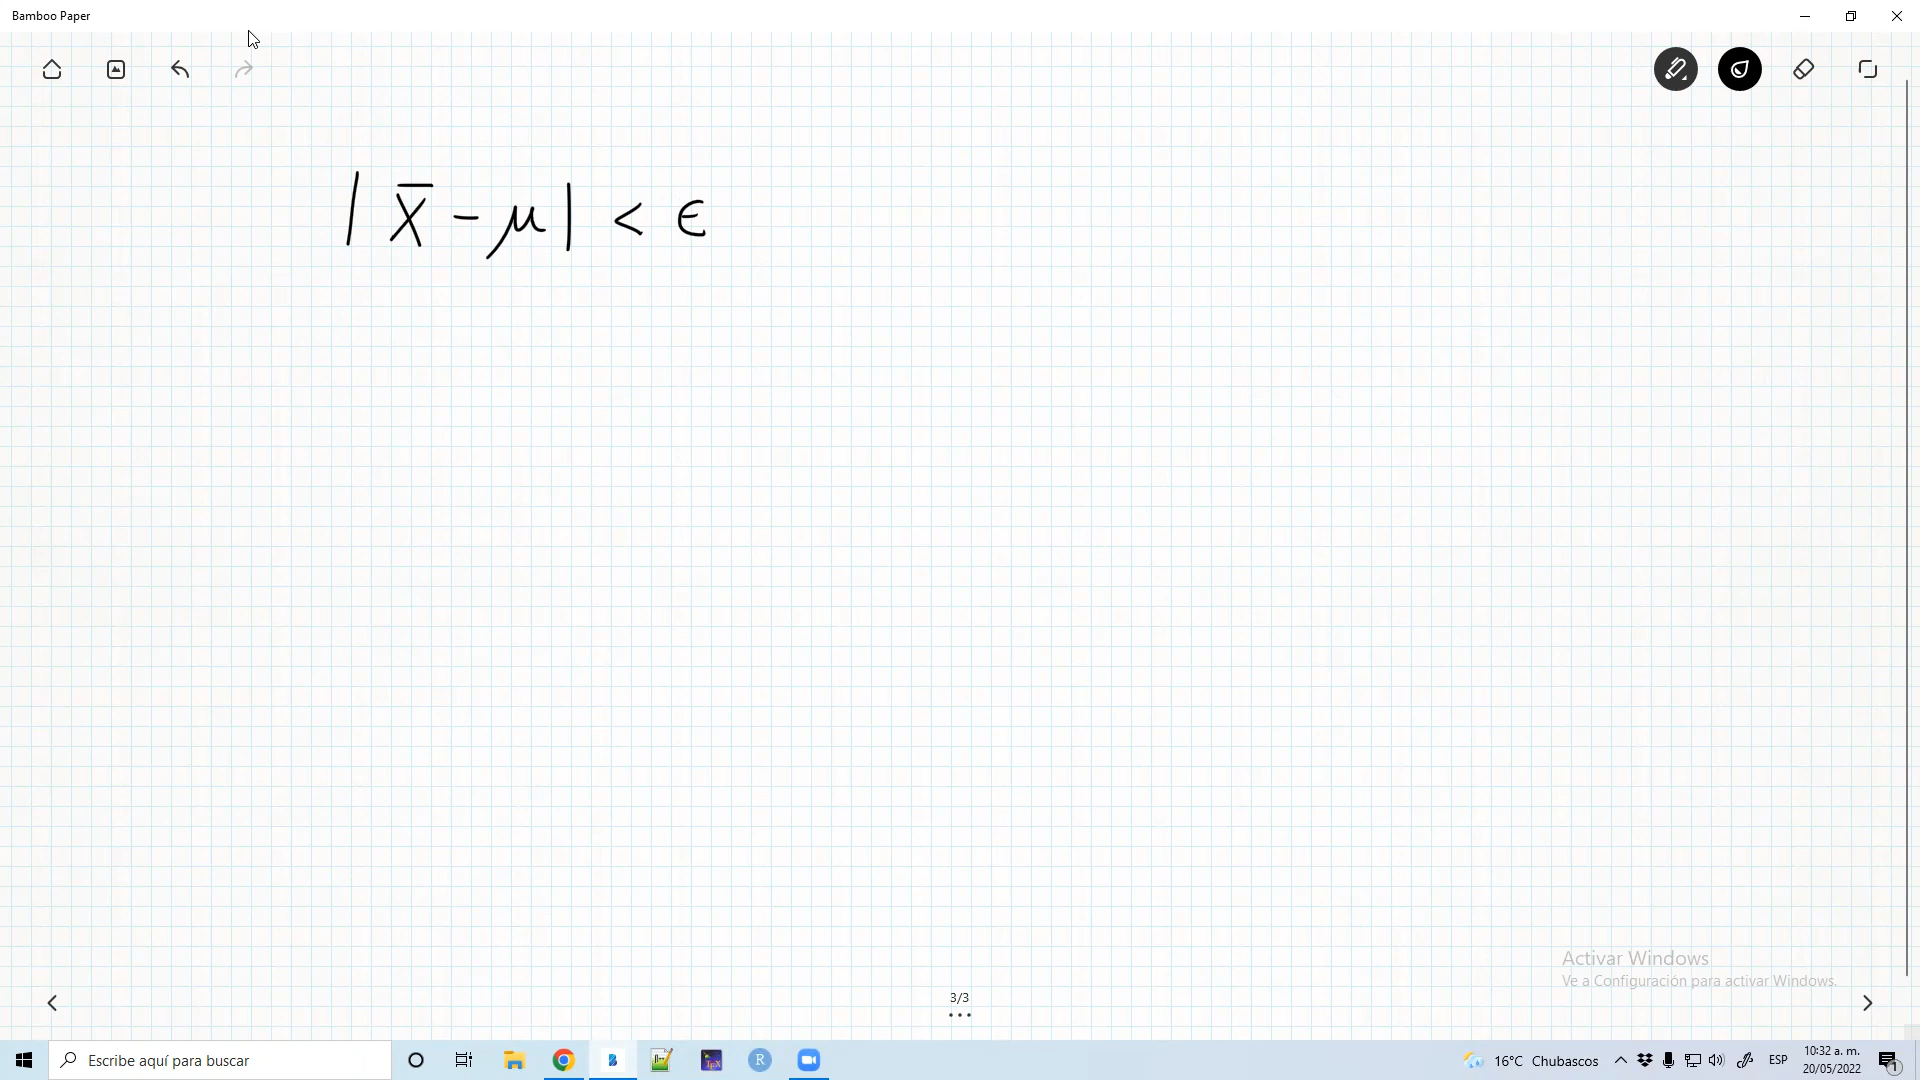 Bamboo Paper
| X̅ - μ | < ϵ
Activar Windows
Ve a Configuración para activar Windows.
3/3
Escribe aquí para buscar
16°C Chubascos
ESP
10:32 a. m.
20/05/2022
1